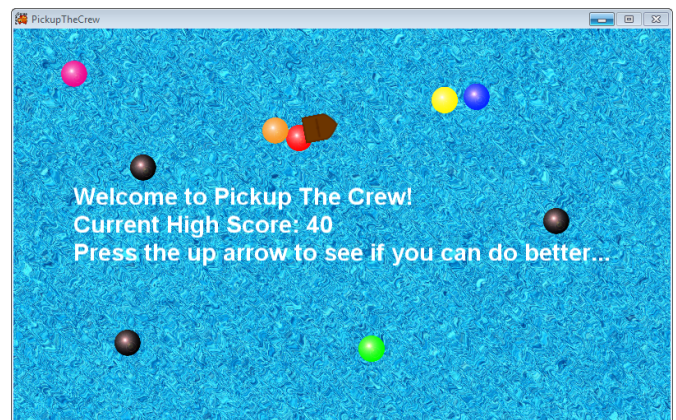 PickupTheCrew
Welcome to Pickup The Crew!
Current High Score: 40
Press the up arrow to see if you can do better...